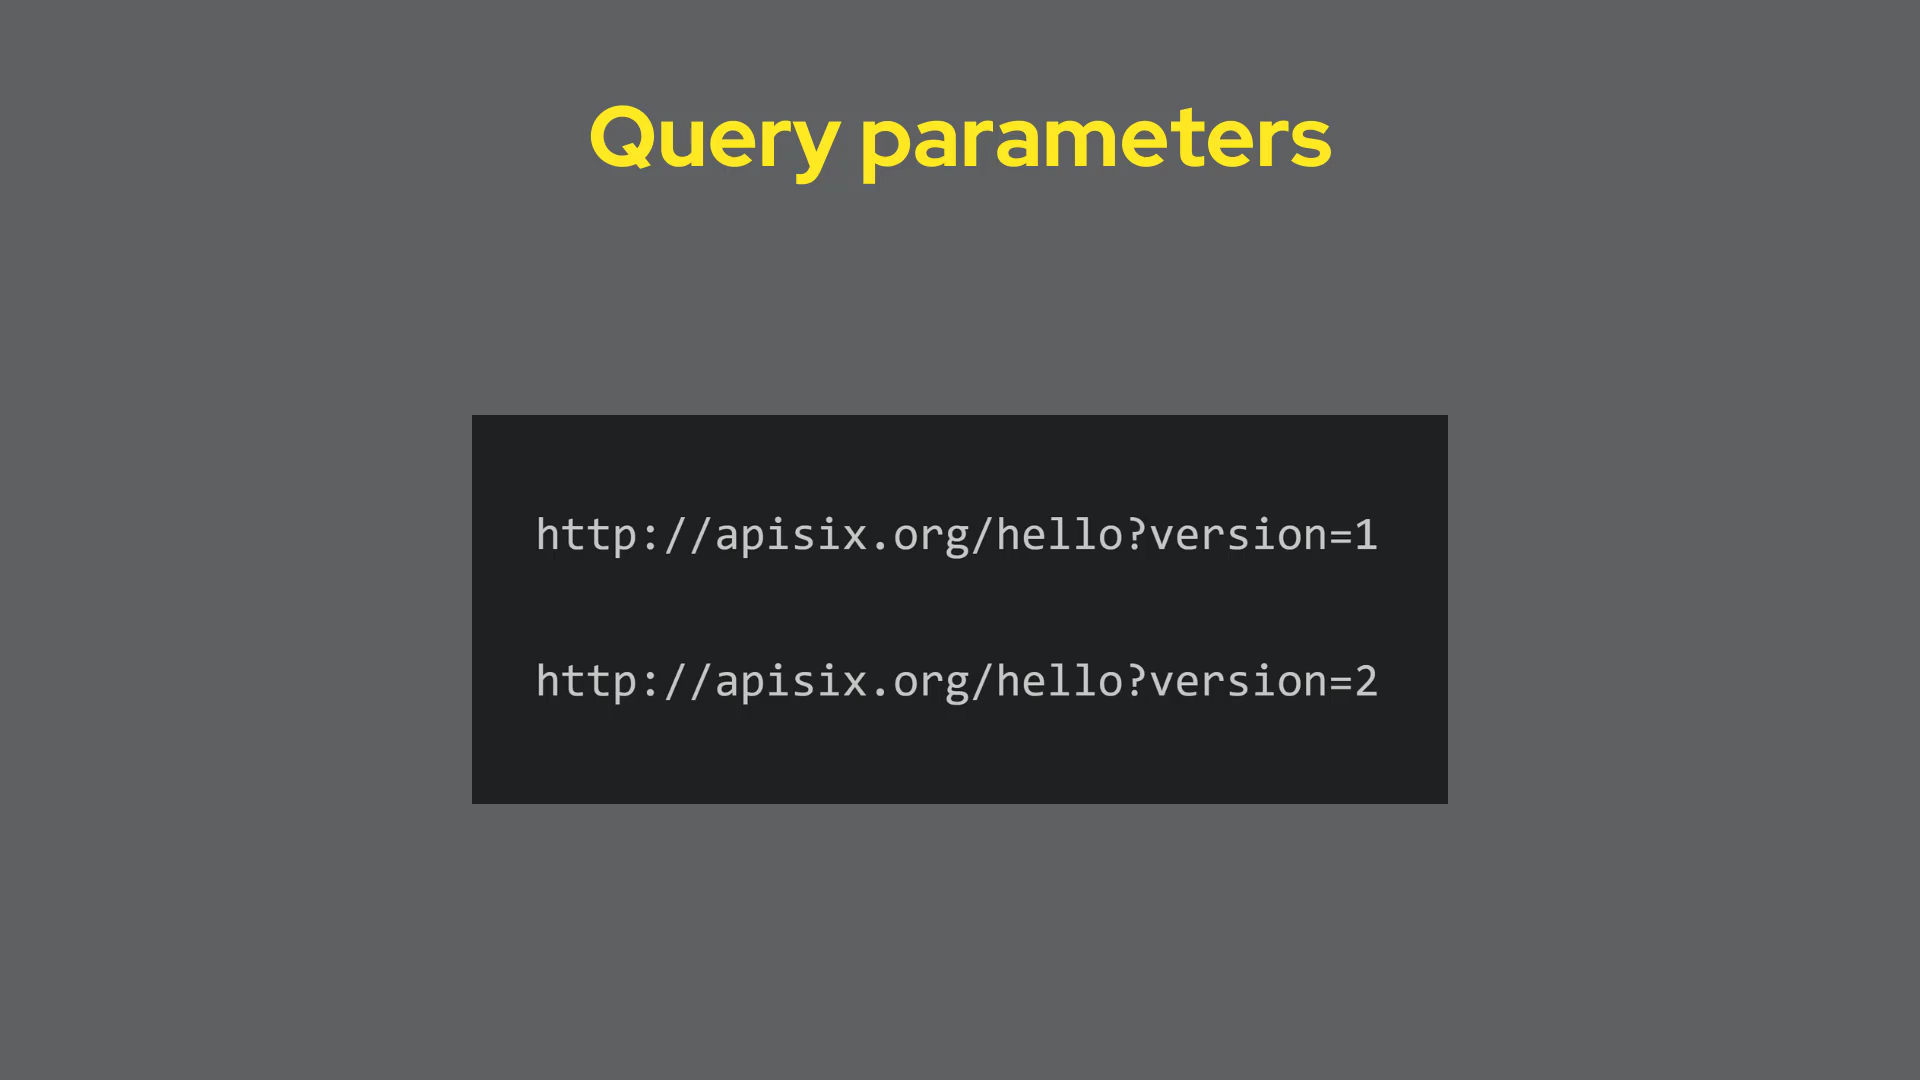 Query parameters
http://apisix.org/hello?version=1
http://apisix.org/hello?version=2